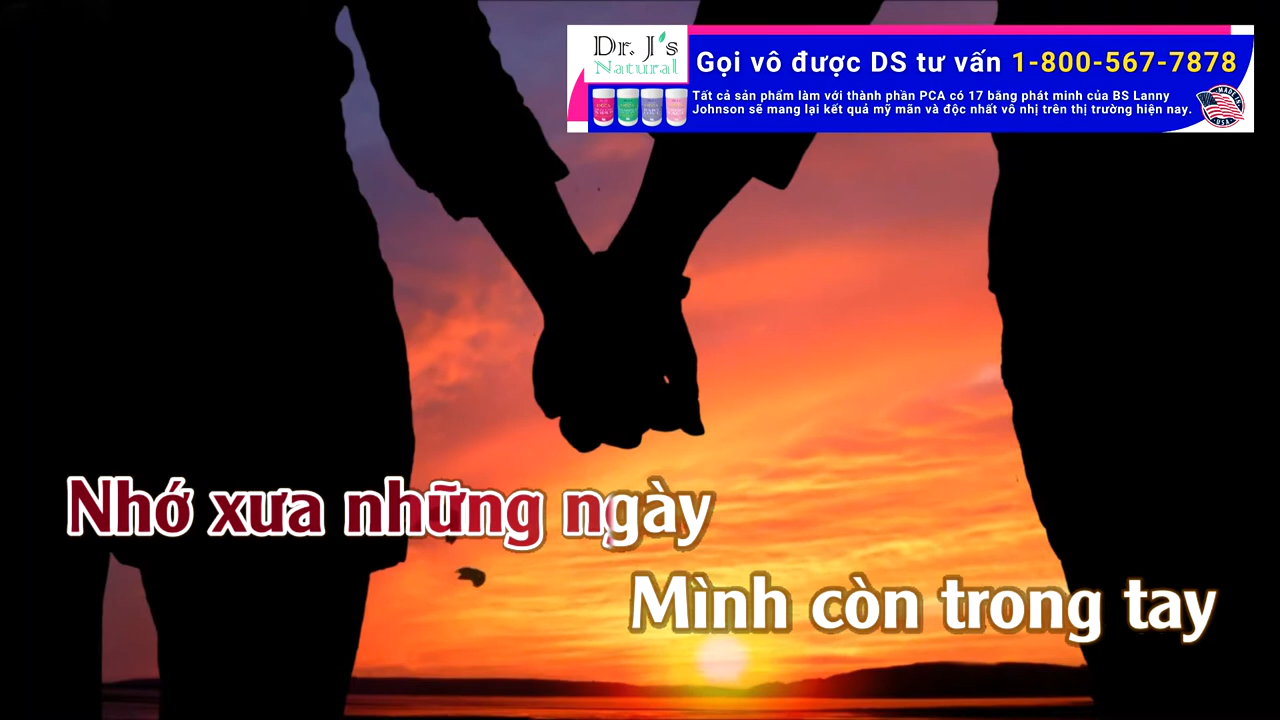 Dr. J's
Natural
Gọi vô được DS tư vấn 1-800-567-7878
Tất cả sản phẩm làm với thành phần PCA có 17 bằng phát minh của BS Lanny
Johnson sẽ mang lại kết quả mỹ mãn và độc nhất vô nhị trên thị trường hiện nay.
Nhớ xưa những ngày
Mình còn trong tay